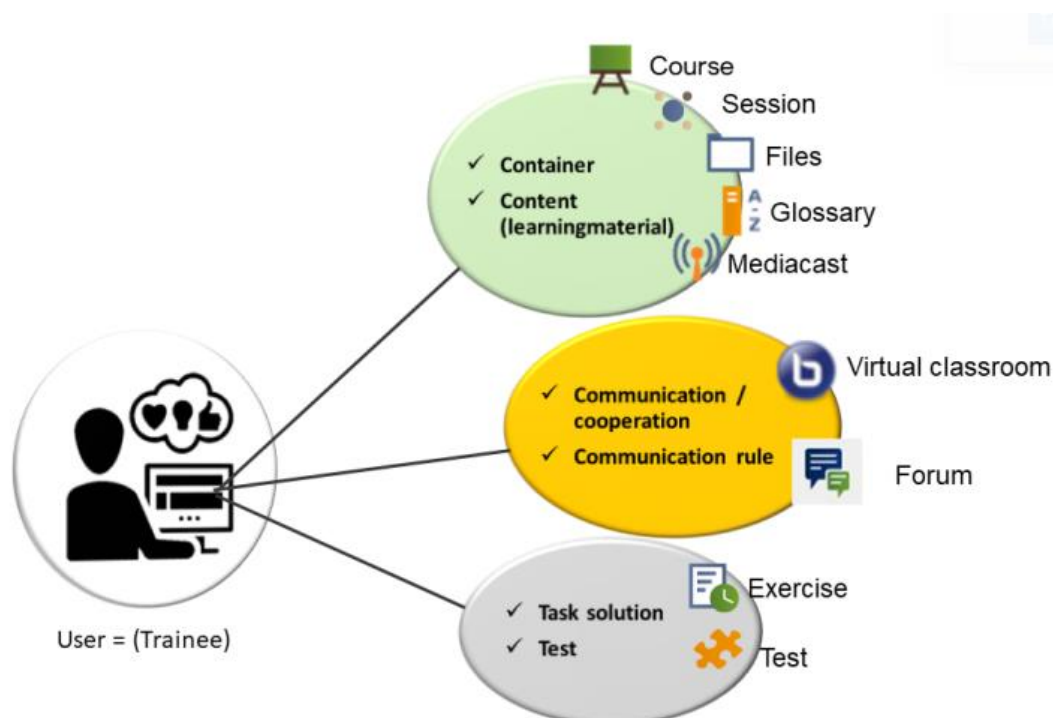 Course
Session
Files
A
-
Z
Glossary
Mediacast
✓ Container
✓ Content
(learningmaterial)
Virtual classroom
b
✓ Communication /
cooperation
✓ Communication rule
Forum
Exercise
✓ Task solution
✓ Test
Test
User = (Trainee)